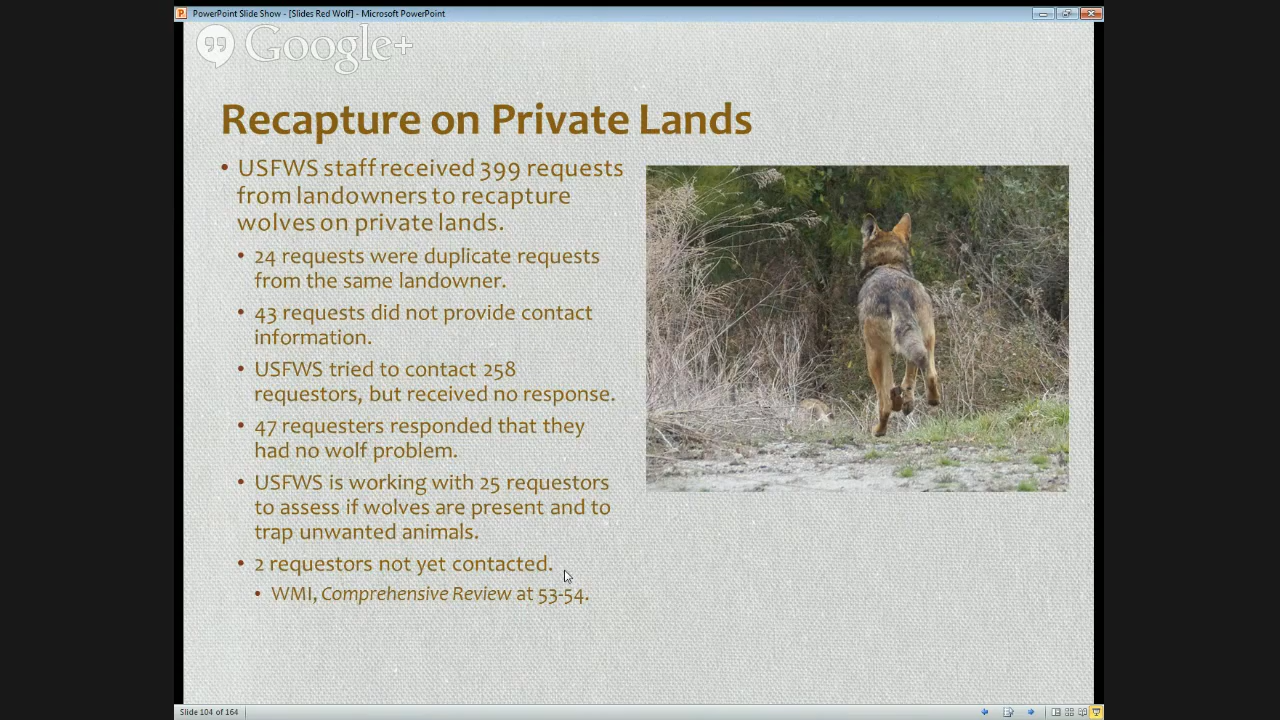 PowerPoint Slide Show - [Slides Red Wolf] - Microsoft PowerPoint
Google+
Recapture on Private Lands
• USFWS staff received 399 requests
from landowners to recapture
wolves on private lands.
• 24 requests were duplicate requests
from the same landowner.
• 43 requests did not provide contact
information.
• USFWS tried to contact 258
requestors, but received no response.
• 47 requesters responded that they
had no wolf problem.
• USFWS is working with 25 requestors
to assess if wolves are present and to
trap unwanted animals.
• 2 requestors not yet contacted.
• WMI, Comprehensive Review at 53-54.
Slide 104 of 164